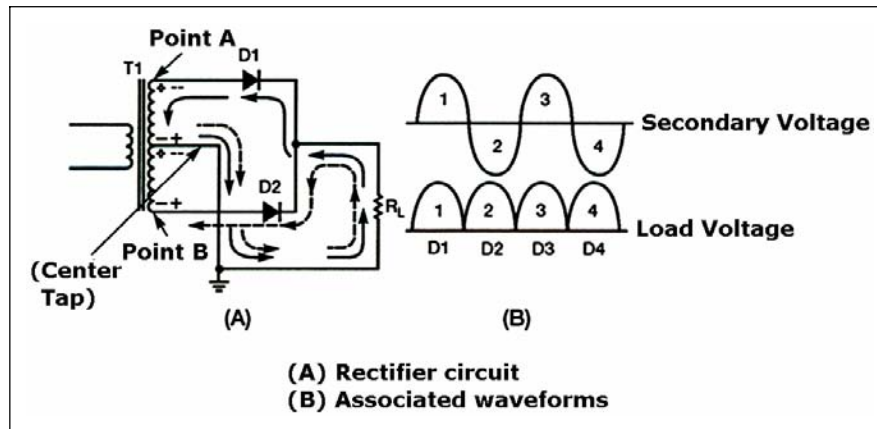 Point A
D1
T1
+ --
– +
+ --
D2
– +
RL
Point B
(Center
Tap)
(A)
1
3
Secondary Voltage
2
4
1
2
3
4
Load Voltage
D1
D2
D3
D4
(B)
(A) Rectifier circuit
(B) Associated waveforms